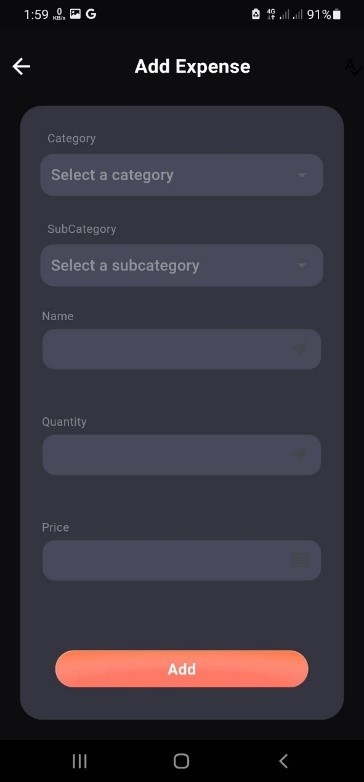 1:59 0 KB/s G 4G 91%
Add Expense
Category
Select a category
SubCategory
Select a subcategory
Name
Quantity
Price
Add